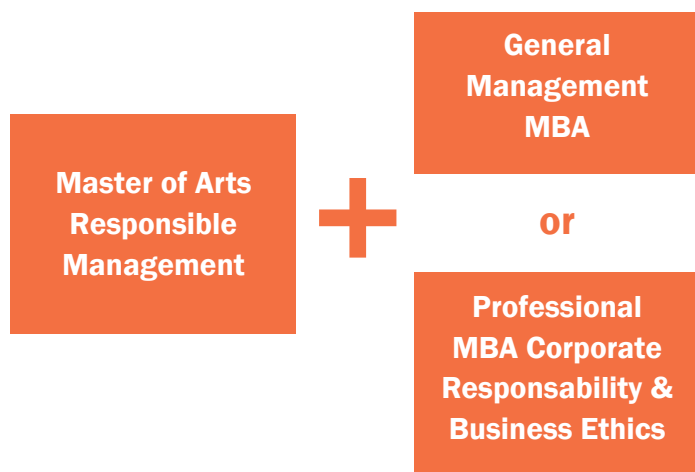 Master of Arts
Responsible
Management
General
Management
MBA
or
Professional
MBA Corporate
Responsability &
Business Ethics